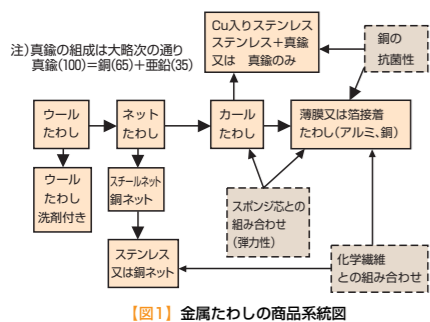 注)真鍮の組成は大略次の通り
真鍮(100)=銅(65)+亜鉛(35)
Cu入りステンレス
ステンレス+真鍮
又は 真鍮のみ
銅の
抗菌性
ウール
たわし
ネット
たわし
カール
たわし
薄膜又は箔接着
たわし(アルミ、銅)
ウール
たわし
洗剤付き
スチールネット
銅ネット
スポンジ芯との
組み合わせ
(弾力性)
ステンレス
又は銅ネット
化学繊維
との組み合わせ
【図1】金属たわしの商品系統図